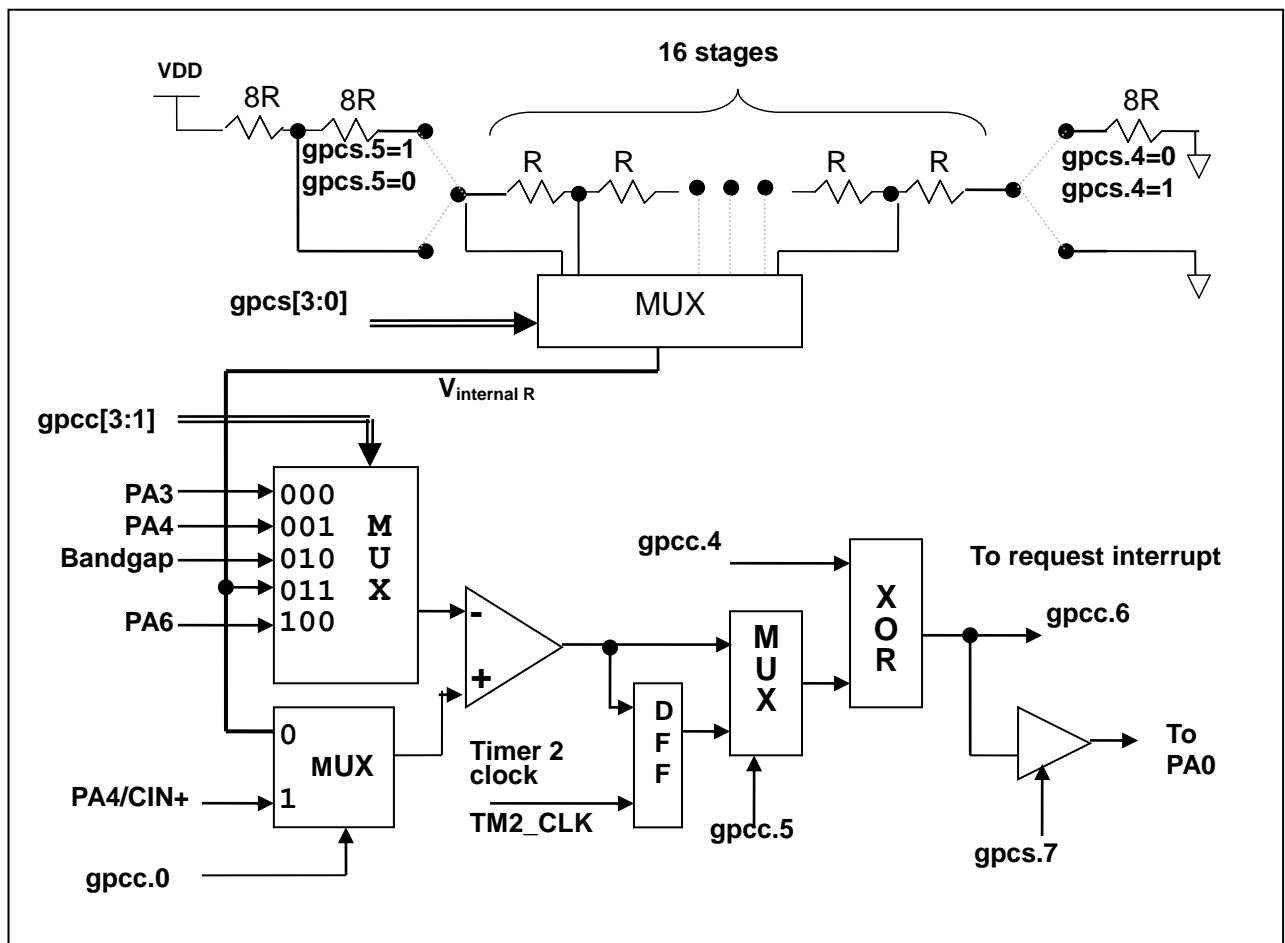 16 stages
VDD
8R
8R
8R
gpcs.5=1
gpcs.5=0
R
R
R
R
gpcs.4=0
gpcs.4=1
MUX
gpcs[3:0]
Vinternal R
gpcc[3:1]
PA3
PA4
Bandgap
PA6
000
001
010
011
100
M
U
X
-
+
gpcc.4
To request interrupt
gpcc.6
X
O
R
M
U
X
D
F
F
0
1
MUX
PA4/CIN+
gpcc.0
Timer 2
clock
TM2_CLK
gpcc.5
To
PA0
gpcs.7